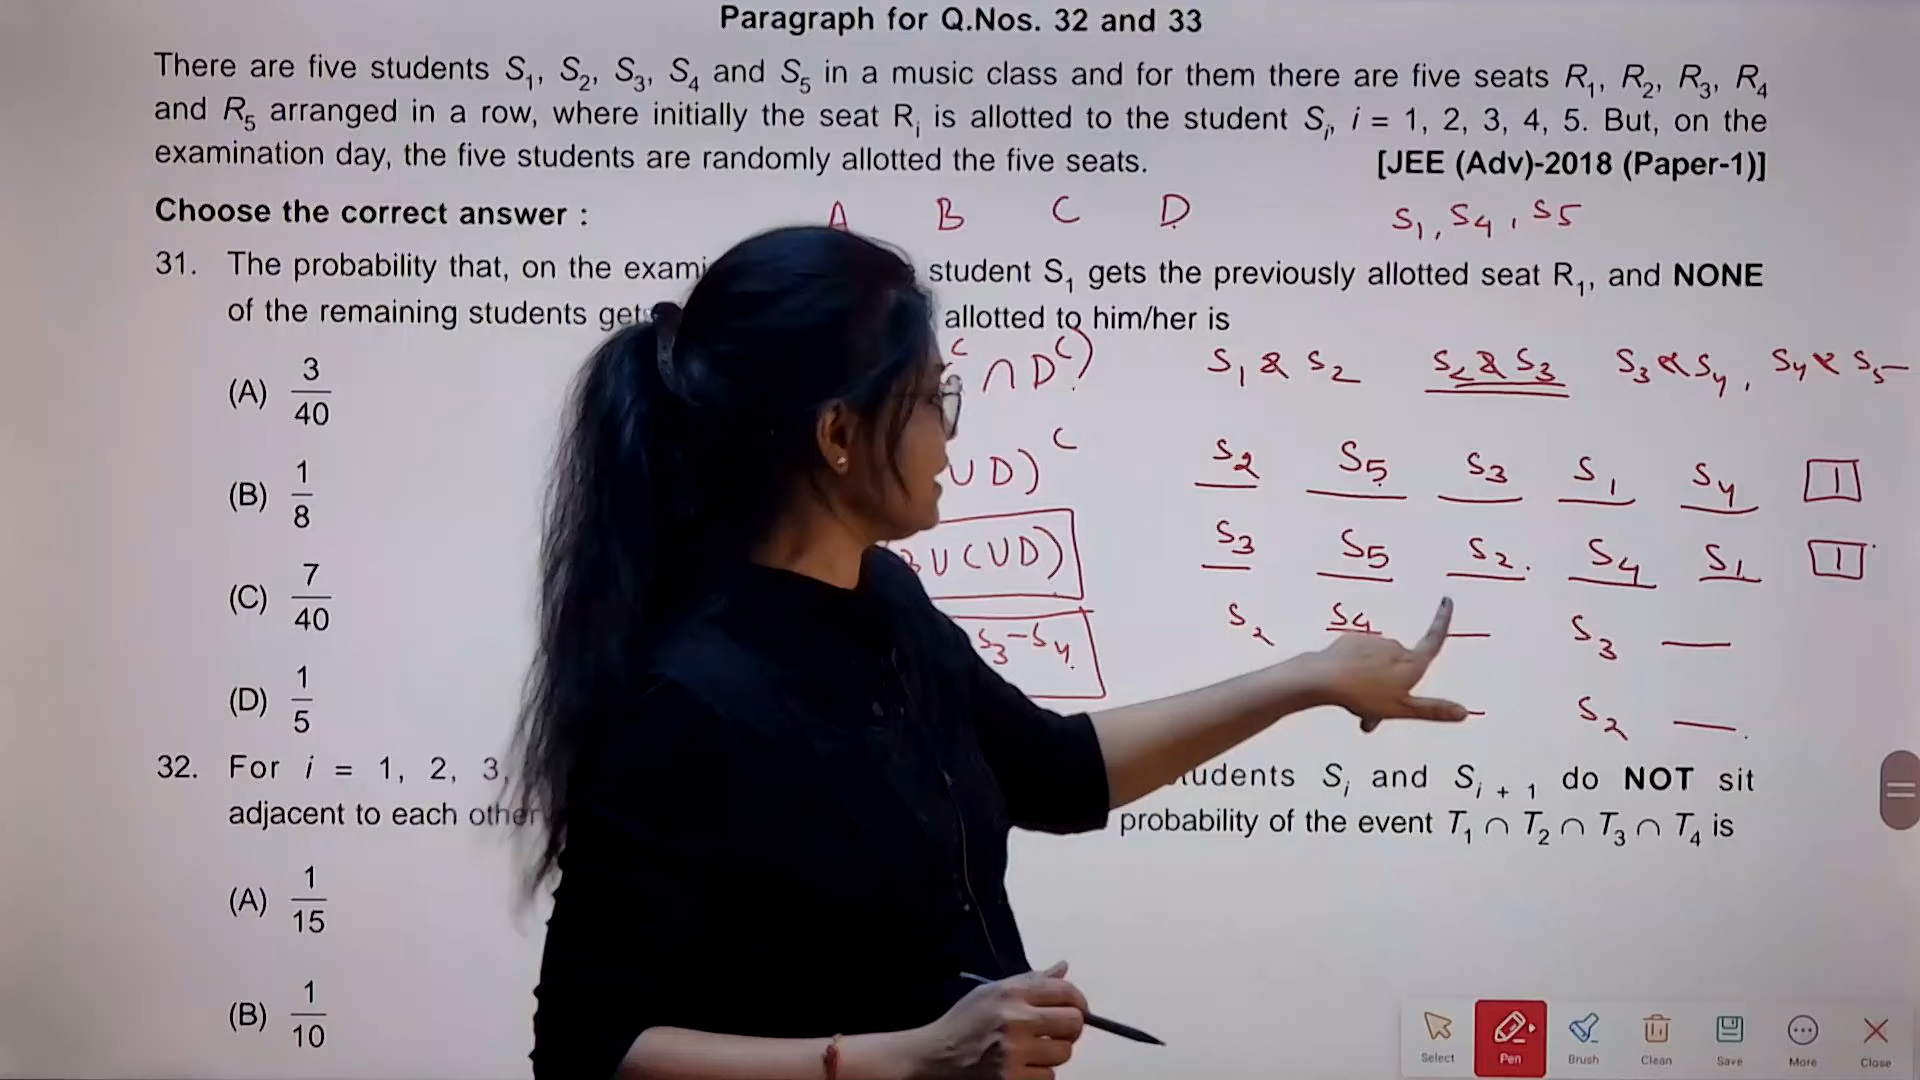 Paragraph for Q.Nos. 32 and 33
There are five students S₁, S₂, S₃, S₄ and S₅ in a music class and for them there are five seats R₁, R₂, R₃, R₄
and R₅ arranged in a row, where initially the seat Rᵢ is allotted to the student Sᵢ, i = 1, 2, 3, 4, 5. But, on the
examination day, the five students are randomly allotted the five seats. [JEE (Adv)-2018 (Paper-1)]
Choose the correct answer :
A B C D
S₁, S₄, S₅
31. The probability that, on the student S₁ gets the previously allotted seat R₁, and NONE
of the remaining students allotted to him/her is
(A) 3/40
ᶜ ∩ Dᶜ)
S₁ & S₂ S₂ & S₃ S₃ & S₄, S₄ & S₅
(B) 1/8
∪ D)ᶜ
S₂ S₅ S₃ S₁ S₄ 1
B ∪ C ∪ D)
S₃ S₅ S₂. S₄ S₁ 1
(C) 7/40
S₃ – S₄
S₂ S₄ — S₃ —
(D) 1/5
— S₂ —
32. For i = 1, 2, 3, students Sᵢ and Sᵢ ₊ ₁ do NOT sit
adjacent to each other probability of the event T₁ ∩ T₂ ∩ T₃ ∩ T₄ is
(A) 1/15
(B) 1/10
Select Pen Brush Clean Save More Close